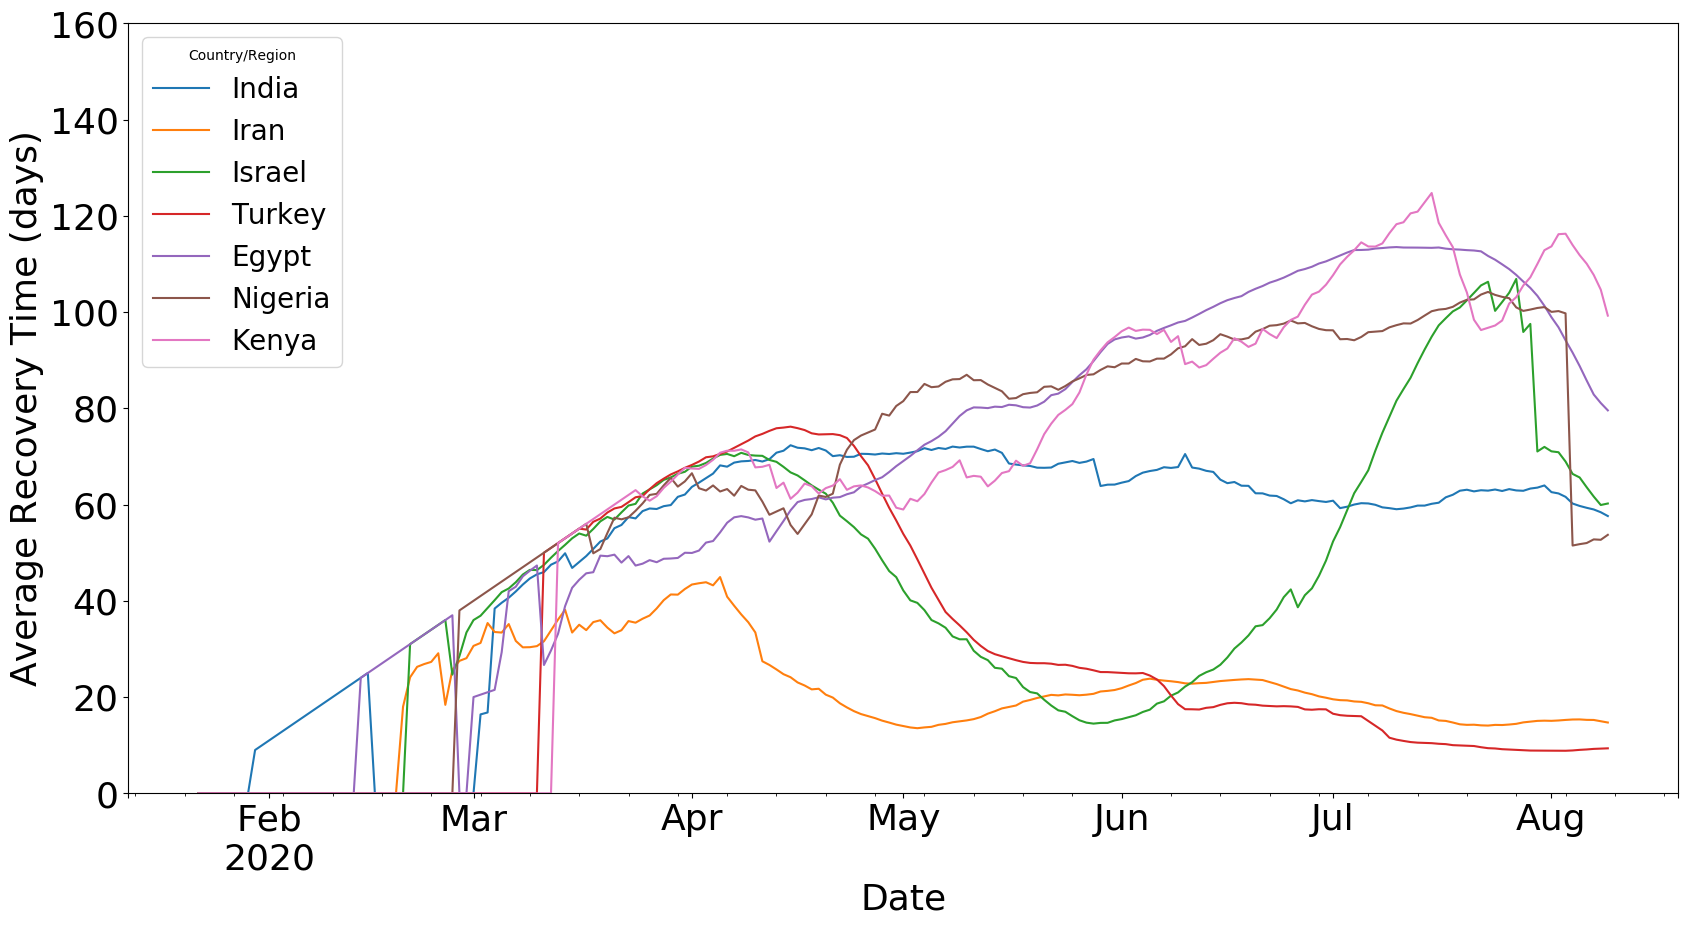 Average Recovery Time (days)
160
140
120
100
80
60
40
20
0
Country/Region
India
Iran
Israel
Turkey
Egypt
Nigeria
Kenya
Feb Mar Apr May Jun Jul Aug
2020
Date